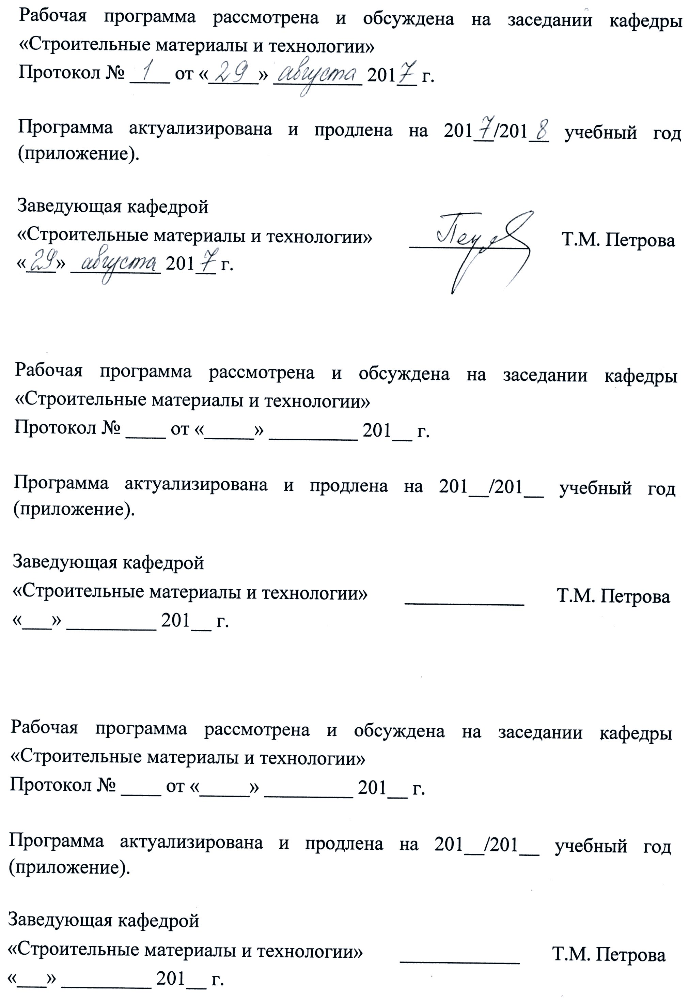 Рабочая программа рассмотрена и обсуждена на заседании кафедры
«Строительные материалы и технологии»
Протокол № 1 от «29» августа 2017 г.
Программа актуализирована и продлена на 2017/2018 учебный год
(приложение).
Заведующая кафедрой
«Строительные материалы и технологии» Т.М. Петрова
«29» августа 2017 г.
Рабочая программа рассмотрена и обсуждена на заседании кафедры
«Строительные материалы и технологии»
Протокол № ____ от «_____» _________ 201__ г.
Программа актуализирована и продлена на 201__/201__ учебный год
(приложение).
Заведующая кафедрой
«Строительные материалы и технологии» ____________ Т.М. Петрова
«___» _________ 201__ г.
Рабочая программа рассмотрена и обсуждена на заседании кафедры
«Строительные материалы и технологии»
Протокол № ____ от «_____» _________ 201__ г.
Программа актуализирована и продлена на 201__/201__ учебный год
(приложение).
Заведующая кафедрой
«Строительные материалы и технологии» ____________ Т.М. Петрова
«___» _________ 201__ г.